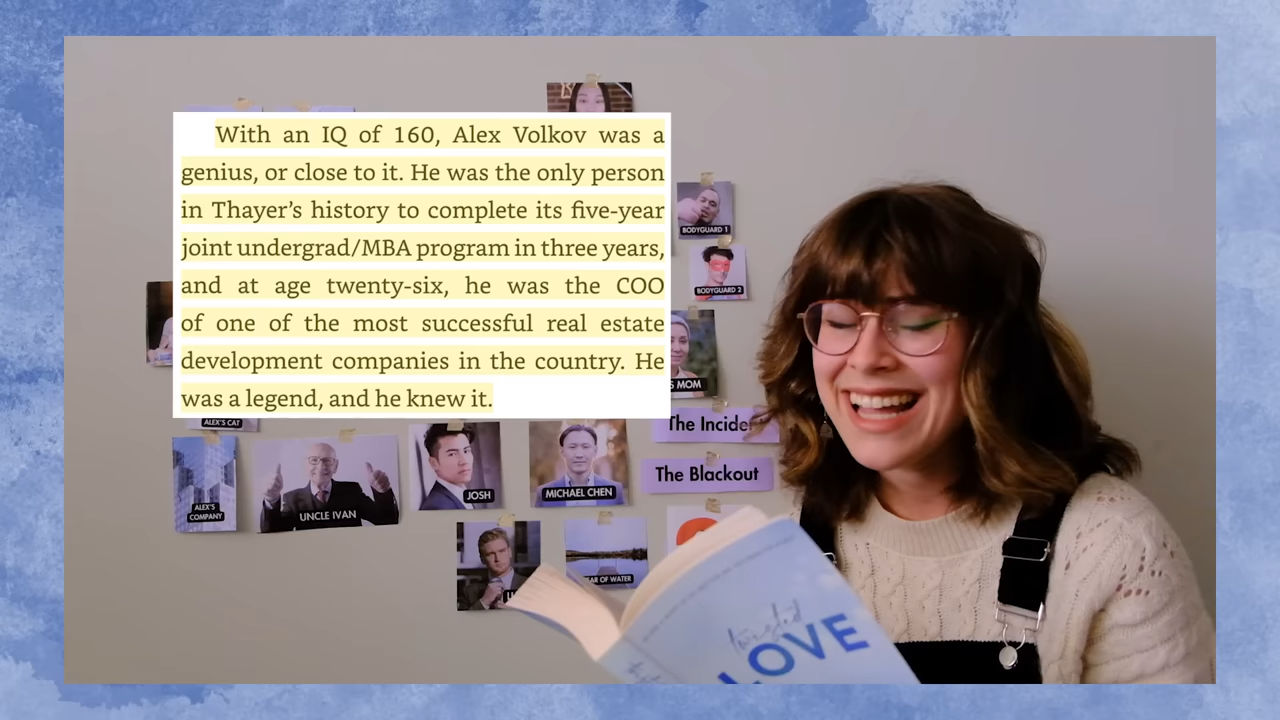 With an IQ of 160, Alex Volkov was a
genius, or close to it. He was the only person
in Thayer’s history to complete its five-year
joint undergrad/MBA program in three years,
and at age twenty-six, he was the COO
of one of the most successful real estate
development companies in the country. He
was a legend, and he knew it.
BODYGUARD 1
BODYGUARD 2
MOM
The Incide
ALEX'S CAT
The Blackout
ALEX'S
COMPANY
UNCLE IVAN
JOSH
MICHAEL CHEN
OF WATER
twisted
LOVE